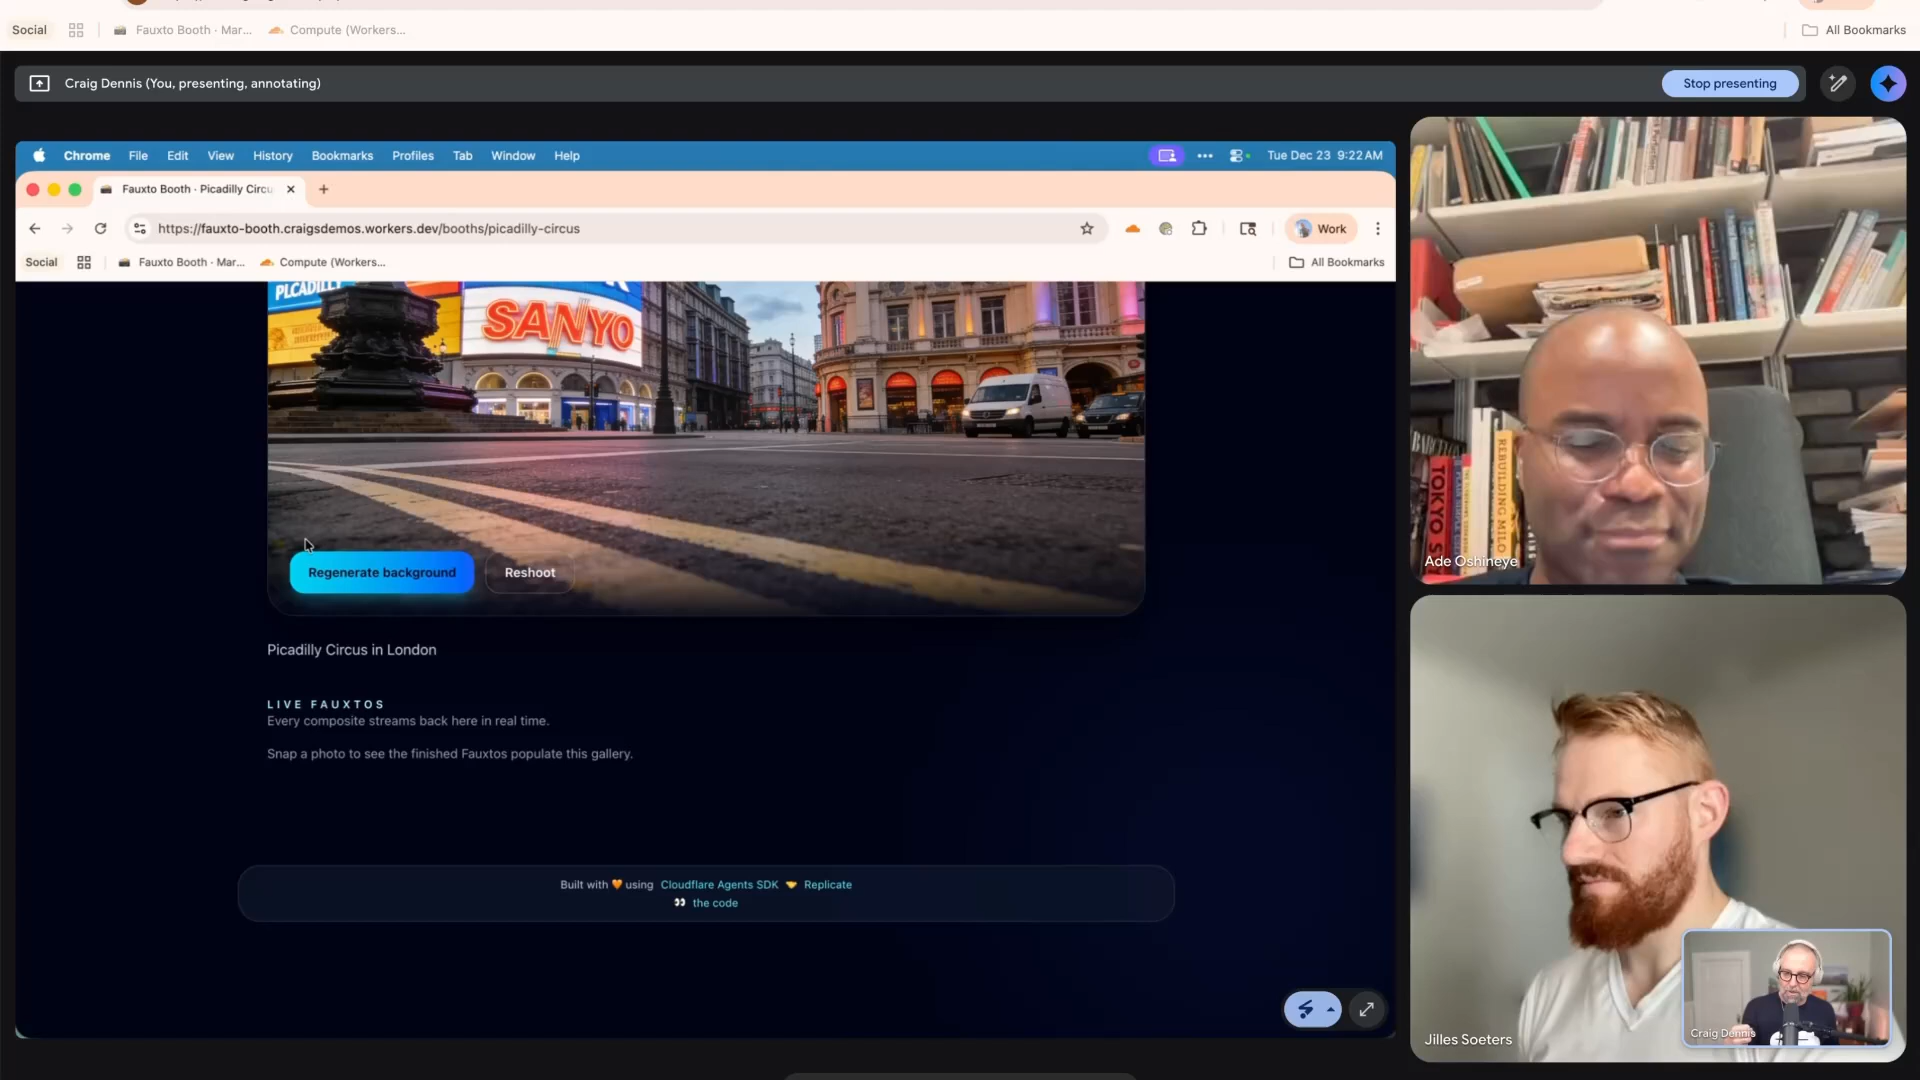 Social
Fauxto Booth · Mar...
Compute (Workers...
All Bookmarks
Craig Dennis (You, presenting, annotating)
Stop presenting
Chrome File Edit View History Bookmarks Profiles Tab Window Help
Tue Dec 23 9:22 AM
Fauxto Booth · Picadilly Circu
https://fauxto-booth.craigsdemos.workers.dev/booths/picadilly-circus
Work
Social
Fauxto Booth · Mar...
Compute (Workers...
All Bookmarks
SANYO
Regenerate background
Reshoot
Picadilly Circus in London
LIVE FAUXTOS
Every composite streams back here in real time.
Snap a photo to see the finished Fauxtos populate this gallery.
Built with 🧡 using Cloudflare Agents SDK 🤝 Replicate
👀 the code
TOKYO
REBUILDING MILO
Ade Oshineye
Jilles Soeters
Craig Dennis